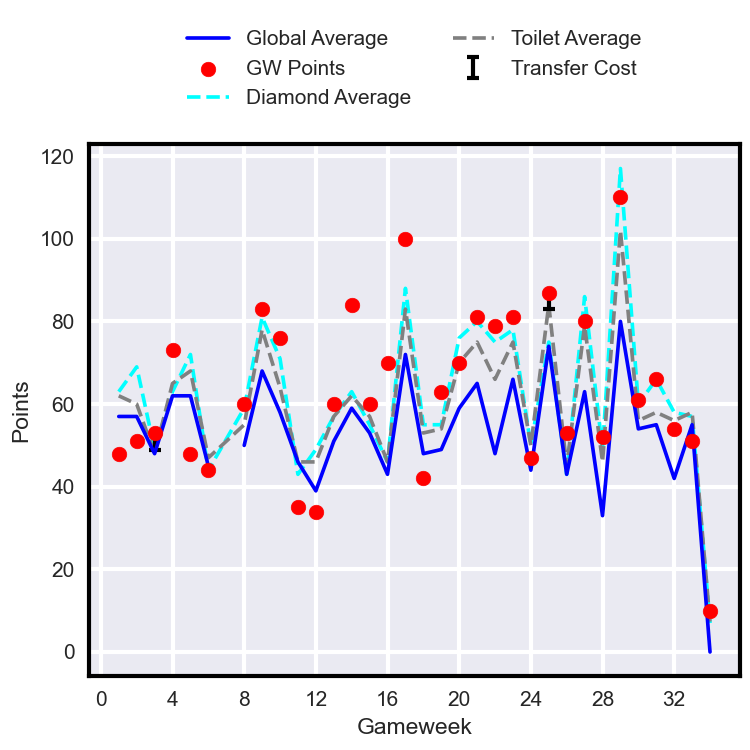 Global Average
GW Points
Diamond Average
Toilet Average
Transfer Cost
120
100
80
60
40
20
0
Points
0 4 8 12 16 20 24 28 32
Gameweek